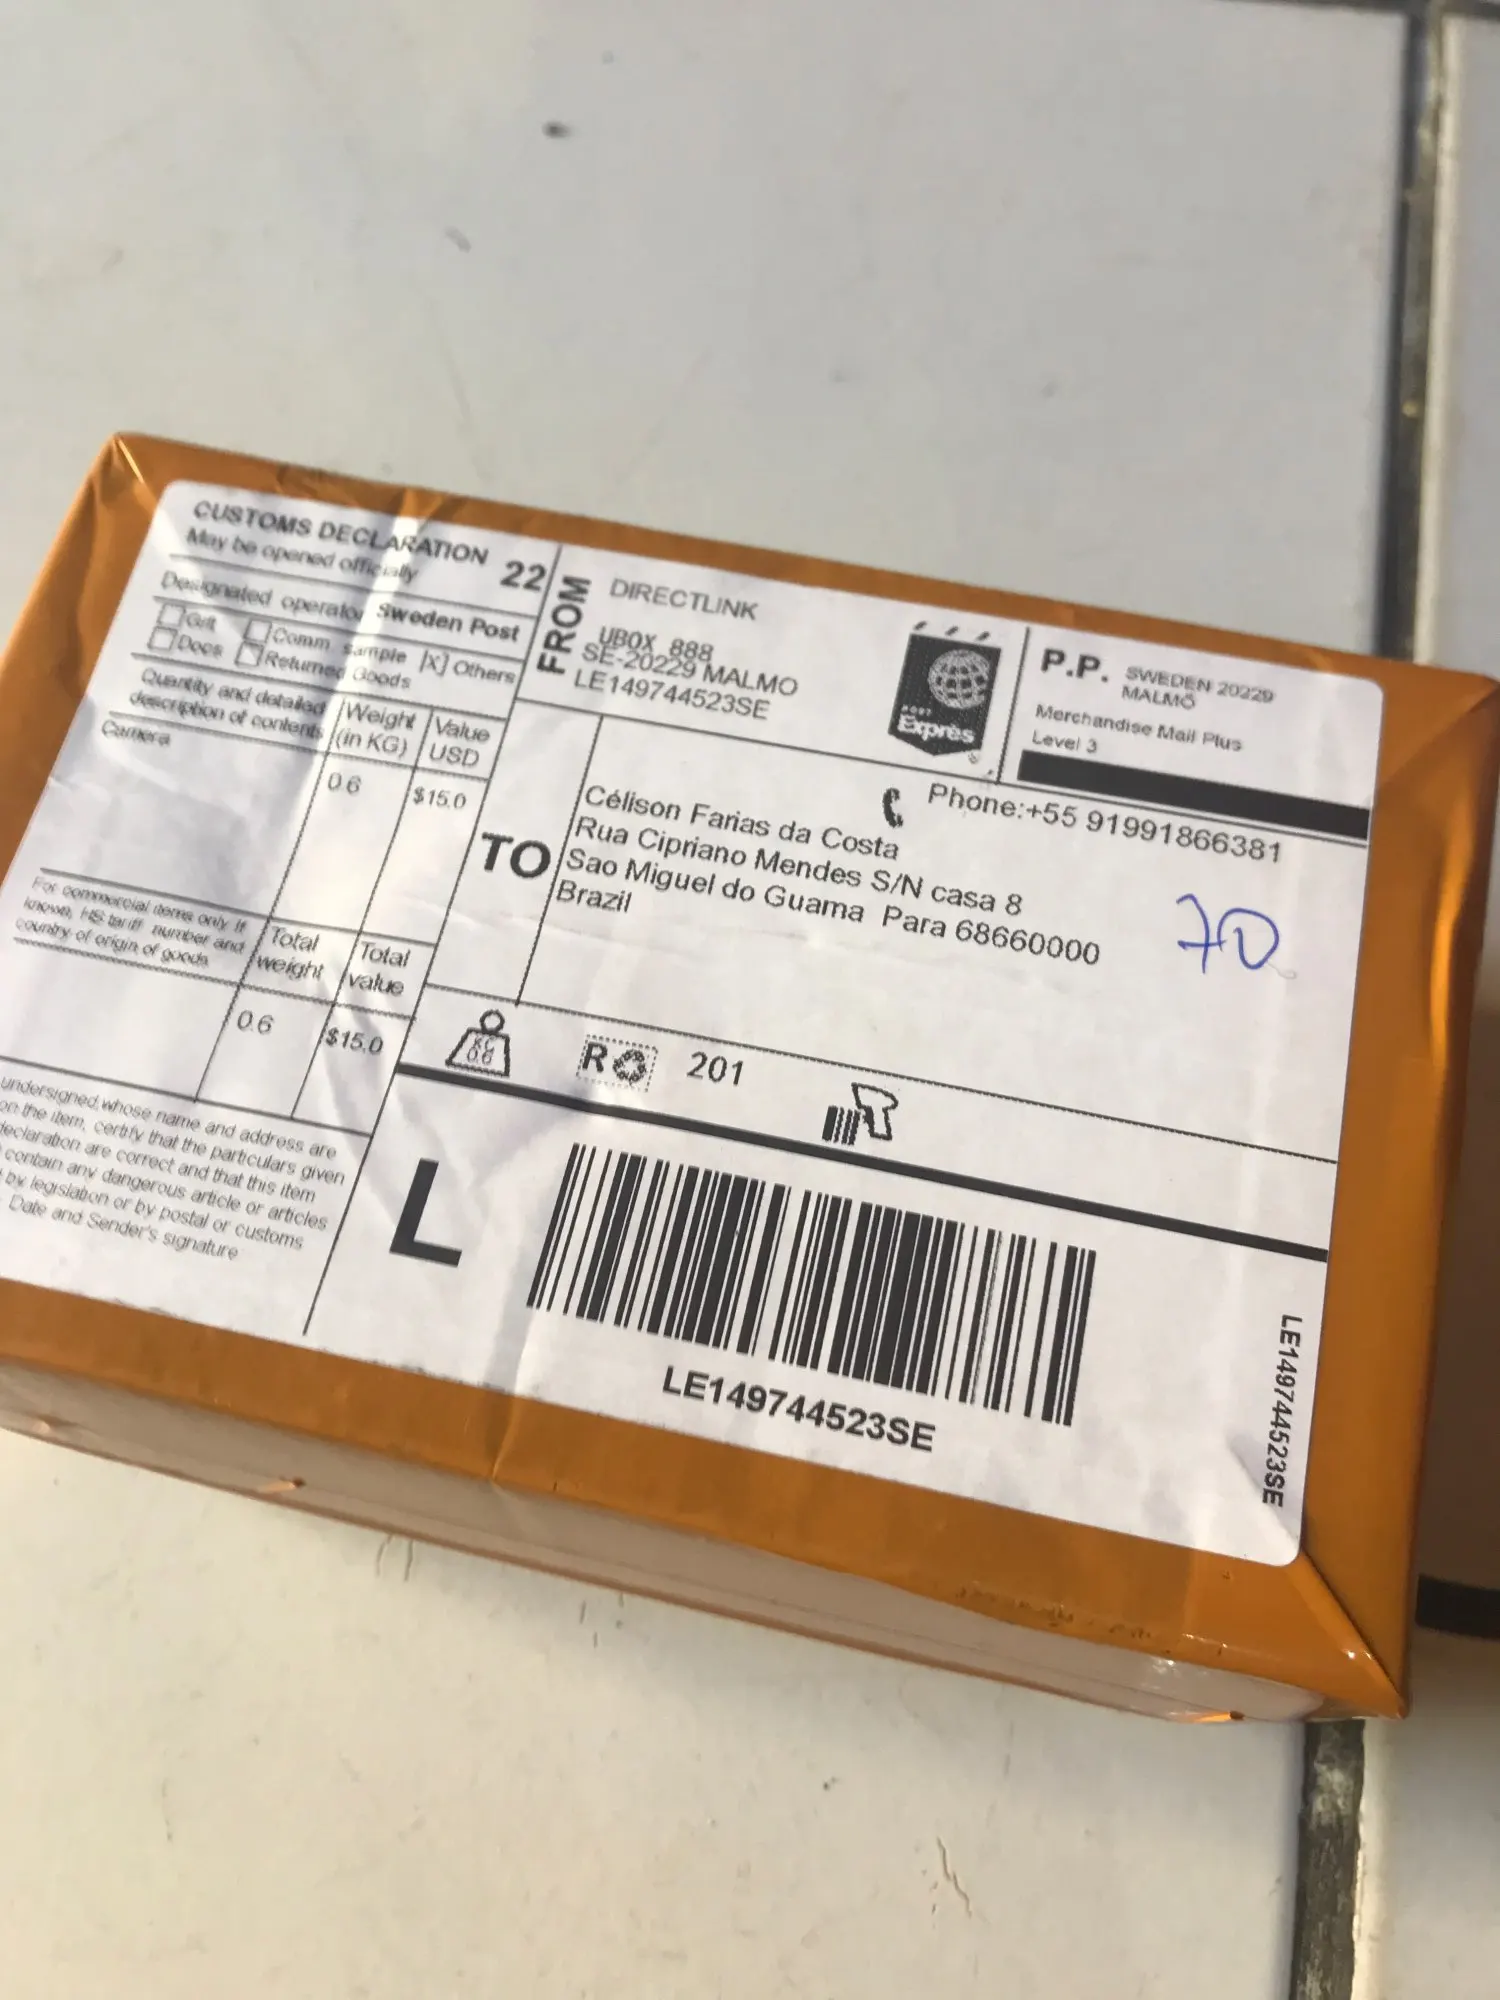 CUSTOMS DECLARATION 22
May be opened officially
Designated operator Sweden Post
Gift Comm sample [X] Others
Docs Returned Goods
Quantity and detailed description of contents
Weight (in KG)
Value USD
Camera
0.6
$15.0
For commercial items only If
known, HS tariff number and
country of origin of goods.
Total weight
Total value
0.6
$15.0
undersigned, whose name and address are
on the item, certify that the particulars given
declaration are correct and that this item
contain any dangerous article or articles
by legislation or by postal or customs
Date and Sender's signature
FROM
DIRECTLINK
UBOX 888
SE-20229 MALMO
LE149744523SE
POST
Exprès
P.P. SWEDEN 20229
MALMÖ
Merchandise Mail Plus
Level 3
TO
Phone:+55 91991866381
Célison Farias da Costa
Rua Cipriano Mendes S/N casa 8
Sao Miguel do Guama Para 68660000
Brazil
70
KG
0.6
R 201
L
LE149744523SE
LE149744523SE